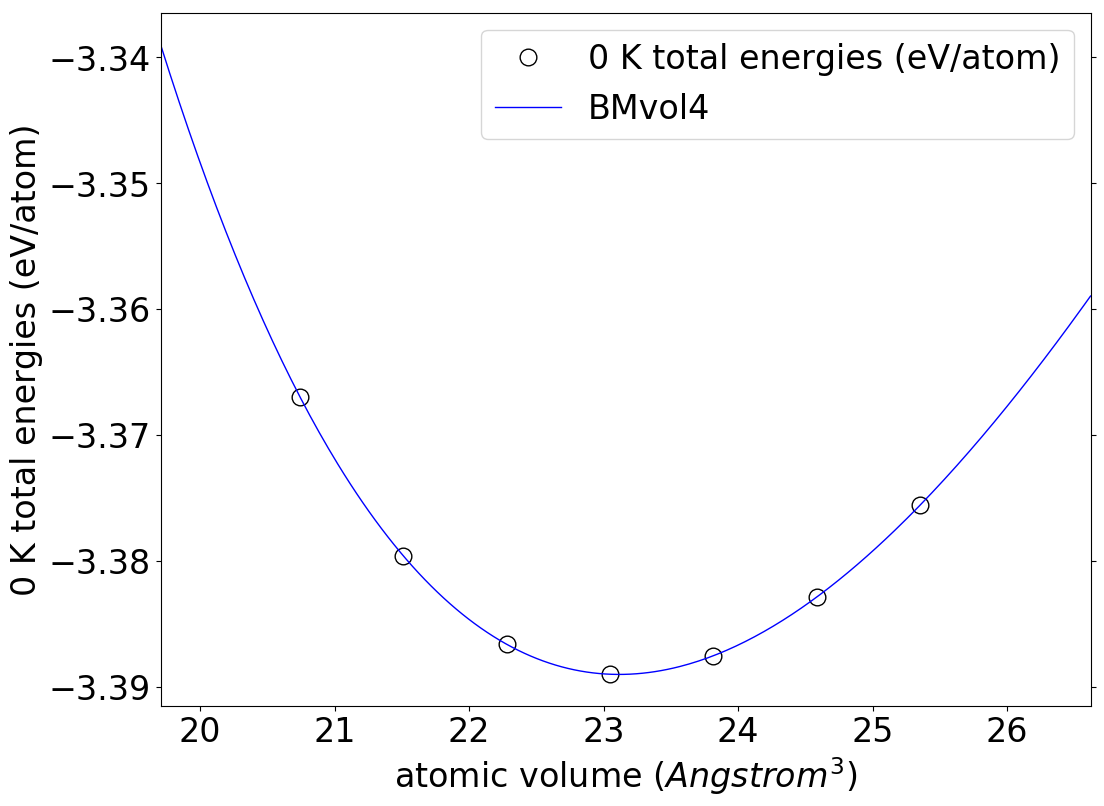 0 K total energies (eV/atom)
BMvol4
0 K total energies (eV/atom)
−3.34
−3.35
−3.36
−3.37
−3.38
−3.39
20 21 22 23 24 25 26
atomic volume (Angstrom³)